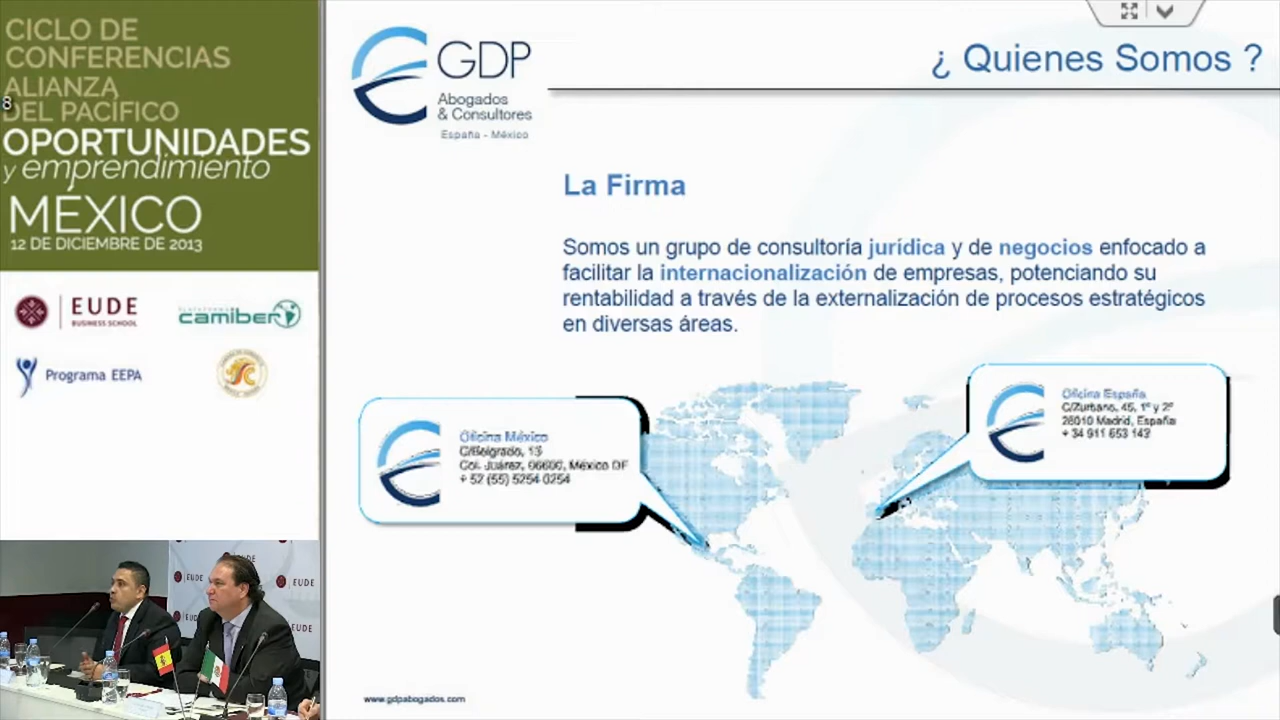 CICLO DE
CONFERENCIAS
ALIANZA
DEL PACÍFICO
8
OPORTUNIDADES
y emprendimiento
MÉXICO
12 DE DICIEMBRE DE 2013
EUDE
BUSINESS SCHOOL
PLATAFORMA
camiber
Programa EEPA
GDP
Abogados
& Consultores
España - México
¿ Quienes Somos ?
La Firma
Somos un grupo de consultoría jurídica y de negocios enfocado a
facilitar la internacionalización de empresas, potenciando su
rentabilidad a través de la externalización de procesos estratégicos
en diversas áreas.
Oficina México
C/Belgrado, 13
Col. Juárez, 06600, México DF
+ 52 (55) 5254 0254
Oficina España
C/Zurbano, 45, 1º y 2º
28010 Madrid, España
+ 34 911 653 143
www.gdpabogados.com
EUDE
EUDE
EUDE
EUDE